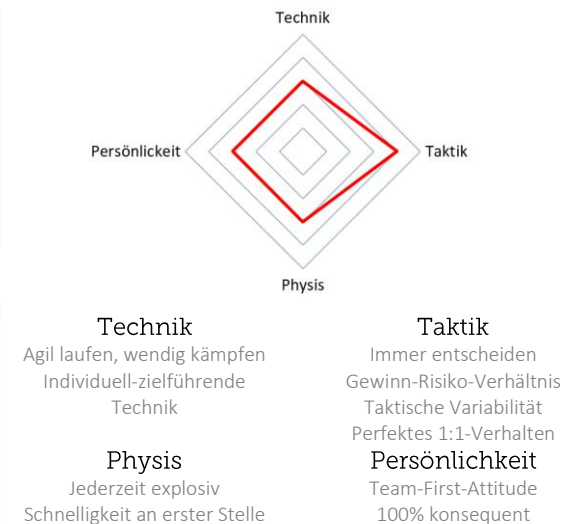 Technik
Persönlickeit
Taktik
Physis
Technik
Agil laufen, wendig kämpfen
Individuell-zielführende
Technik
Taktik
Immer entscheiden
Gewinn-Risiko-Verhältnis
Taktische Variabilität
Perfektes 1:1-Verhalten
Physis
Jederzeit explosiv
Schnelligkeit an erster Stelle
Persönlichkeit
Team-First-Attitude
100% konsequent